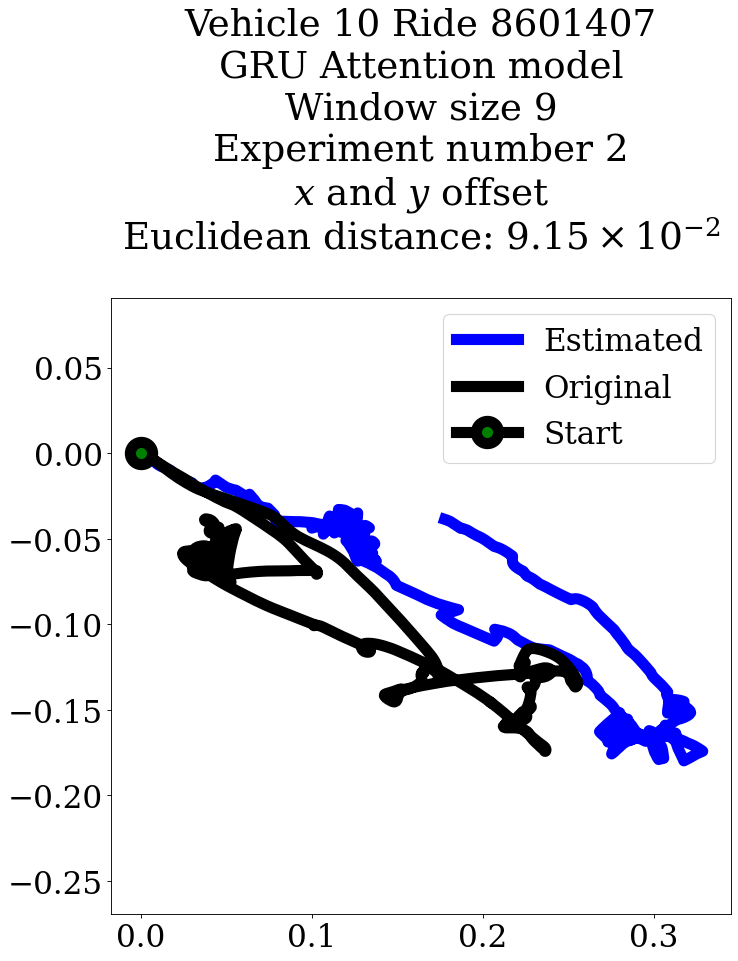 Vehicle 10 Ride 8601407
GRU Attention model
Window size 9
Experiment number 2
x and y offset
Euclidean distance: 9.15 × 10⁻²
Estimated
Original
Start
0.05
0.00
−0.05
−0.10
−0.15
−0.20
−0.25
0.0 0.1 0.2 0.3